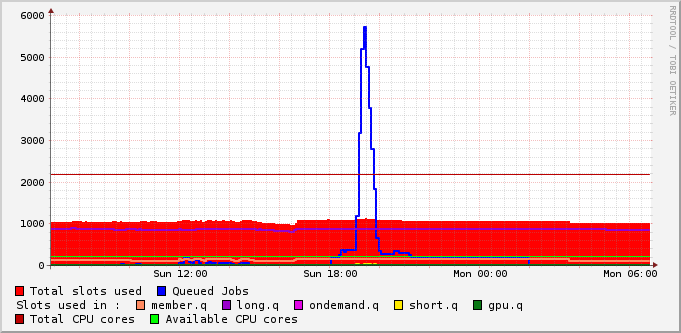 RRDTOOL / TOBI OETIKER
6000
5000
4000
3000
2000
1000
0
Sun 12:00 Sun 18:00 Mon 00:00 Mon 06:00
Total slots used Queued Jobs
Slots used in : member.q long.q ondemand.q short.q gpu.q
Total CPU cores Available CPU cores